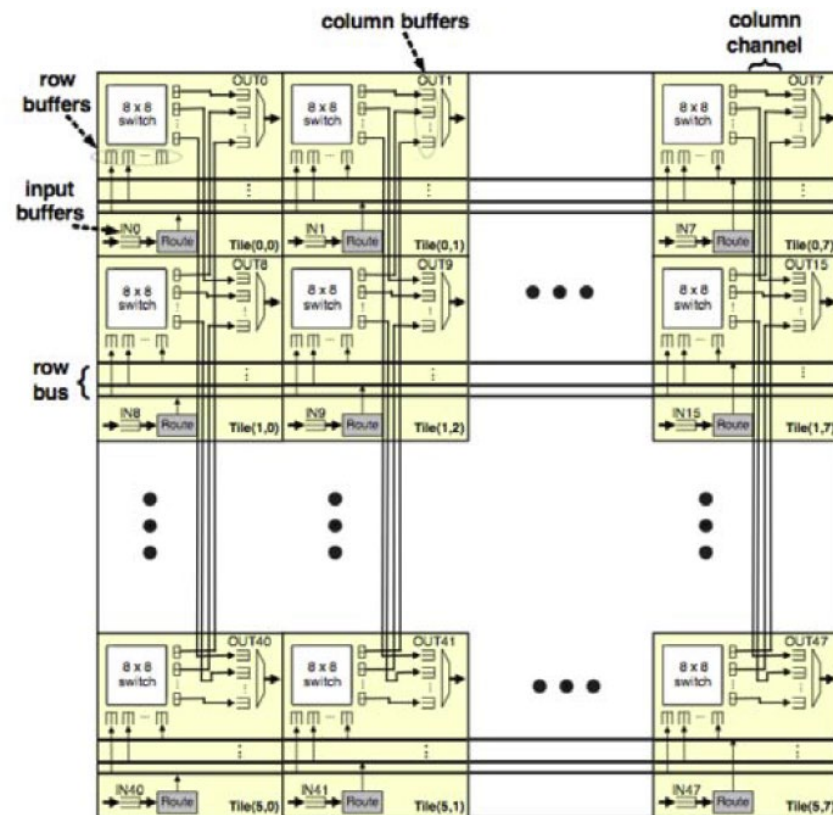 column buffers
column
channel
row
buffers
OUT0 OUT1 OUT7
8 x 8
switch
8 x 8
switch
8 x 8
switch
input
buffers
IN0 Route Tile(0,0) IN1 Route Tile(0,1) IN7 Route Tile(0,7)
OUT8 OUT9 OUT15
8 x 8
switch
8 x 8
switch
8 x 8
switch
row
bus
IN8 Route Tile(1,0) IN9 Route Tile(1,2) IN15 Route Tile(1,7)
OUT40 OUT41 OUT47
8 x 8
switch
8 x 8
switch
8 x 8
switch
IN40 Route Tile(5,0) IN41 Route Tile(5,1) IN47 Route Tile(5,7)